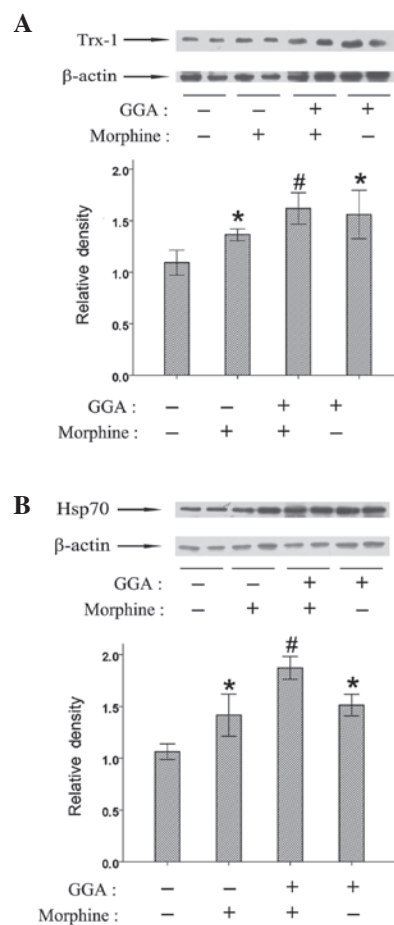 A
Trx-1
β-actin
GGA : – – + +
Morphine : – + + –
2.0
* # *
1.5
1.0
0.5
0.0
Relative density
GGA : – – + +
Morphine : – + + –
B
Hsp70
β-actin
GGA : – – + +
Morphine : – + + –
2.0
* # *
1.5
1.0
0.5
0.0
Relative density
GGA : – – + +
Morphine : – + + –